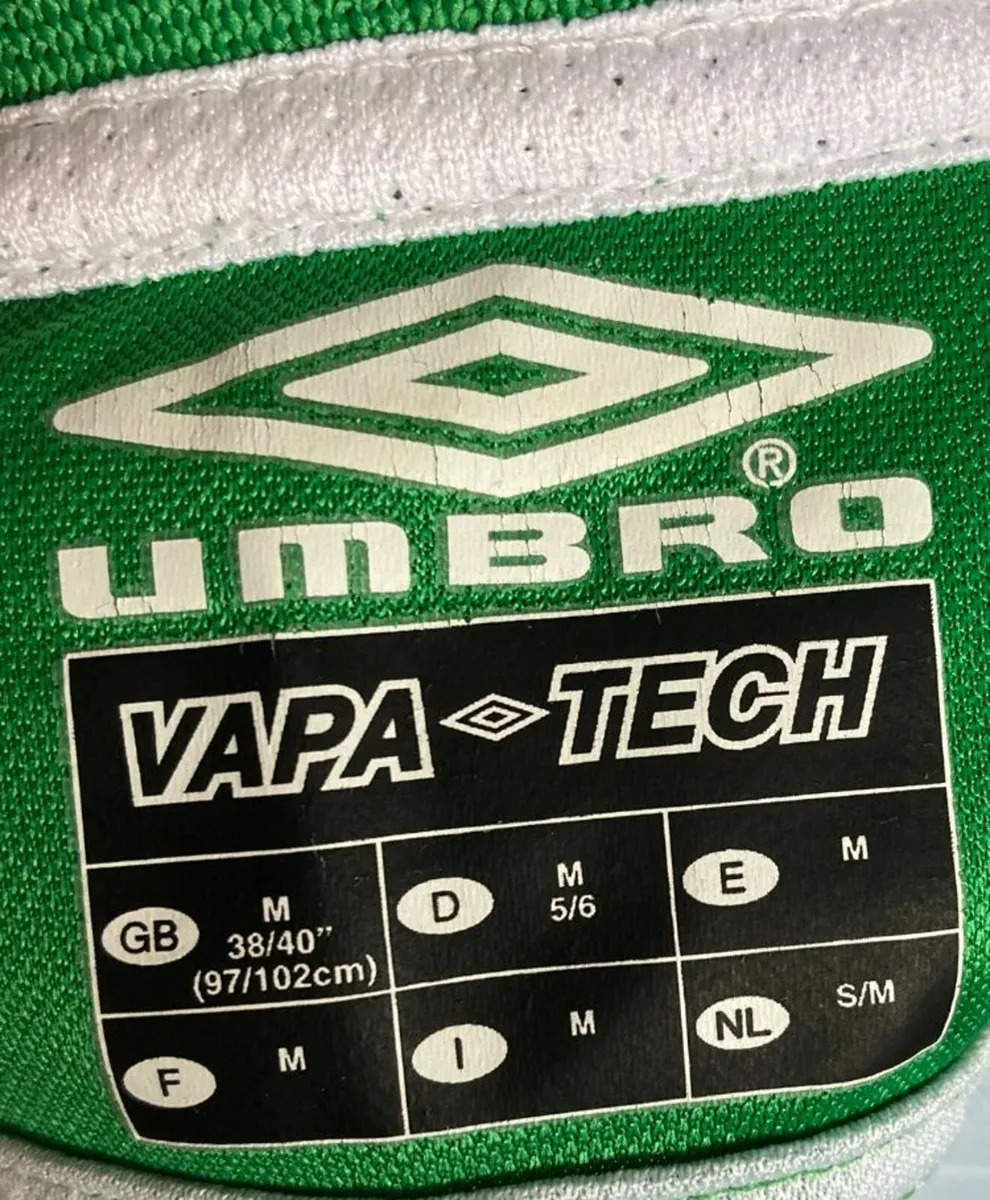 UMBRO®
VAPA TECH
GB M
38/40”
(97/102cm)
D M
5/6
E M
F M
I M
NL S/M